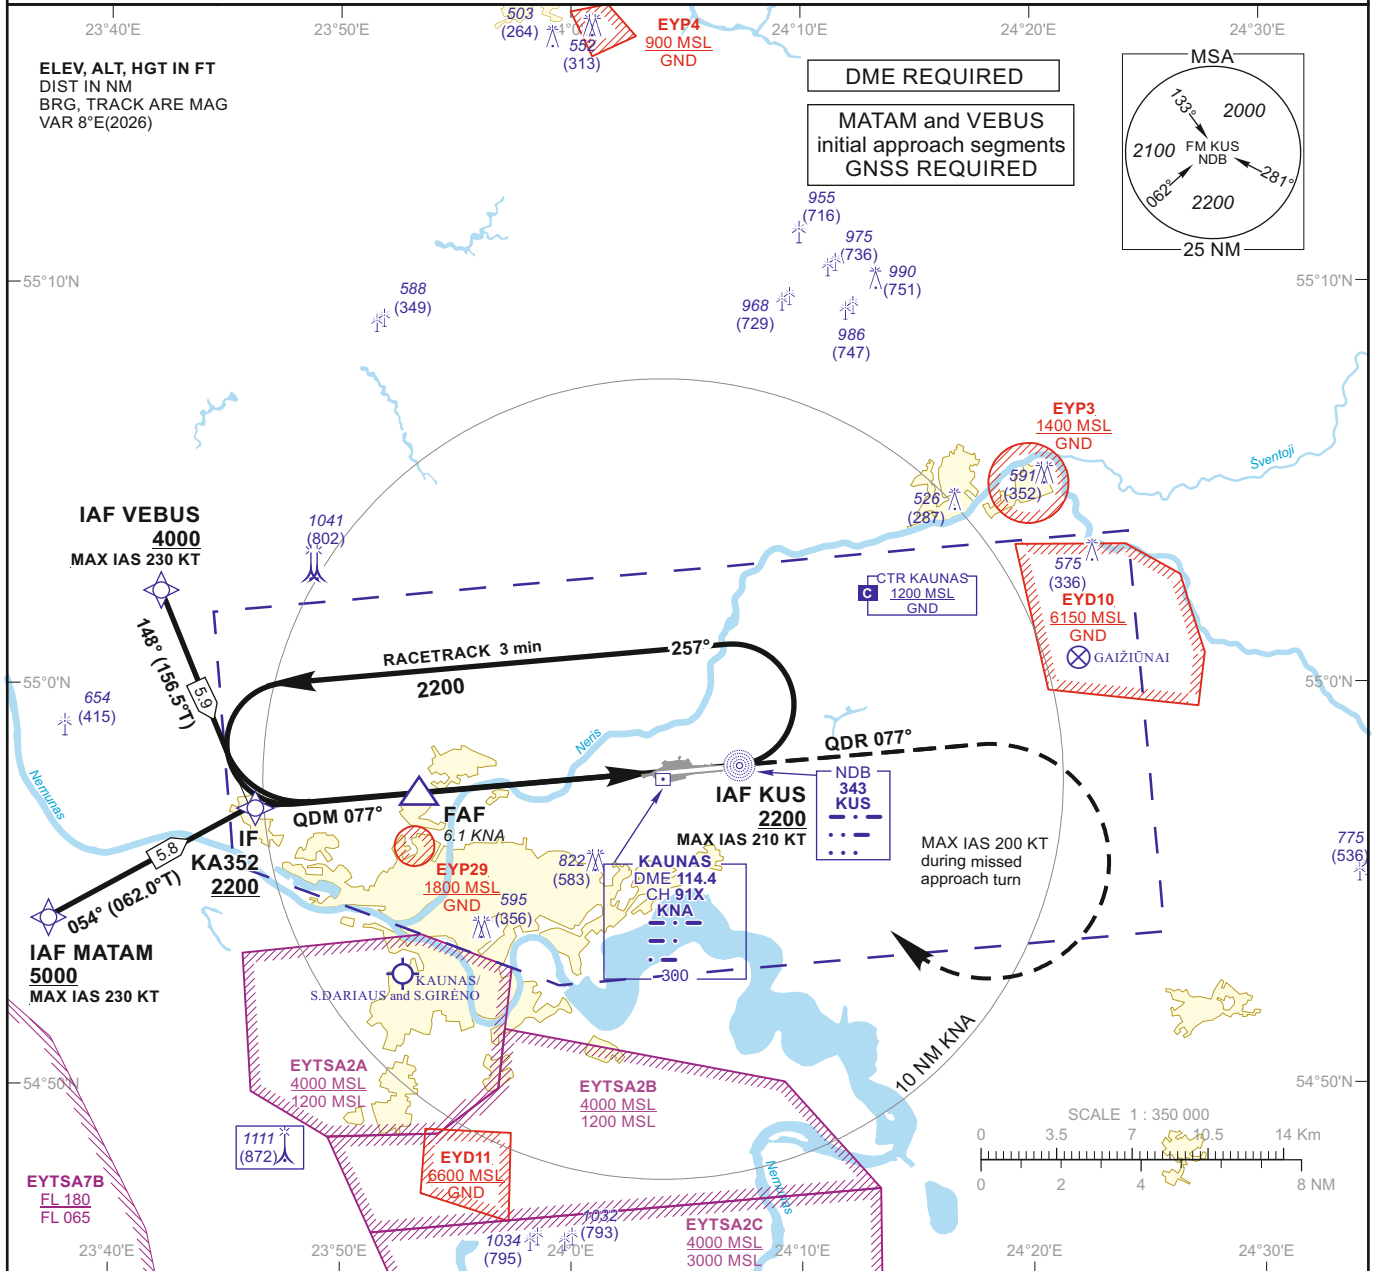 23°40'E
23°50'E
24°0'E
24°10'E
24°20'E
24°30'E
503
(264)
552
(313)
EYP4
900 MSL
GND
ELEV, ALT, HGT IN FT
DIST IN NM
BRG, TRACK ARE MAG
VAR 8°E(2026)
DME REQUIRED
MATAM and VEBUS
initial approach segments
GNSS REQUIRED
MSA
133°
2000
2100
FM KUS
NDB
062°
281°
2200
25 NM
955
(716)
975
(736)
990
(751)
968
(729)
986
(747)
588
(349)
55°10'N
55°10'N
EYP3
1400 MSL
GND
591
(352)
526
(287)
Šventoji
IAF VEBUS
4000
MAX IAS 230 KT
1041
(802)
CTR KAUNAS
C
1200 MSL
GND
575
(336)
EYD10
6150 MSL
GND
GAIŽIŪNAI
148° (156.5°T)
5.9
RACETRACK 3 min
257°
2200
55°0'N
55°0'N
654
(415)
Nemunas
Neris
QDR 077°
QDM 077°
FAF
6.1 KNA
IAF KUS
2200
MAX IAS 210 KT
NDB
343
KUS
IF
KA352
2200
5.8
054° (062.0°T)
IAF MATAM
5000
MAX IAS 230 KT
MAX IAS 200 KT
during missed
approach turn
775
(536)
EYP29
1800 MSL
GND
822
(583)
595
(356)
KAUNAS
DME 114.4
CH 91X
KNA
300
KAUNAS/
S.DARIAUS and S.GIRĖNO
10 NM KNA
EYTSA2A
4000 MSL
1200 MSL
EYTSA2B
4000 MSL
1200 MSL
54°50'N
54°50'N
SCALE 1 : 350 000
0
3.5
7
10.5
14 Km
0
2
4
8 NM
1111
(872)
EYD11
6600 MSL
GND
EYTSA7B
FL 180
FL 065
Nemunas
1034
(795)
1032
(793)
EYTSA2C
4000 MSL
3000 MSL
23°40'E
23°50'E
24°0'E
24°10'E
24°20'E
24°30'E